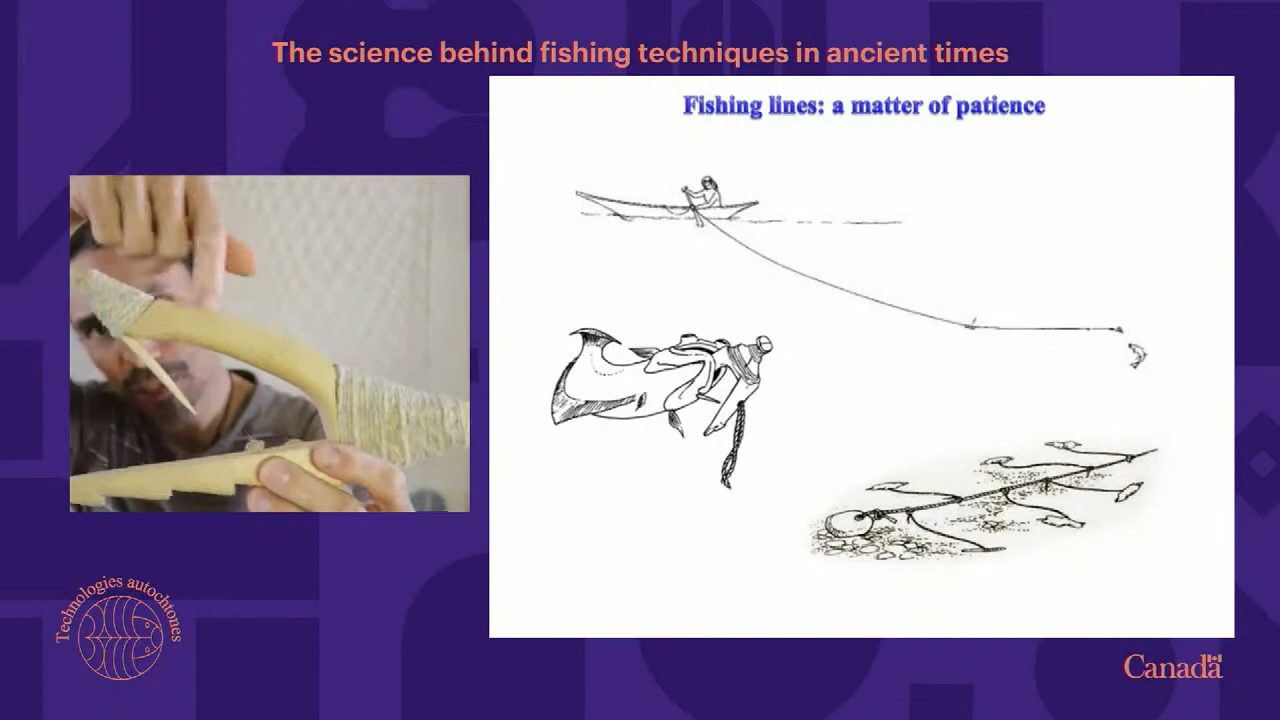 The science behind fishing techniques in ancient times
Fishing lines: a matter of patience
Technologies autochtones
Canada